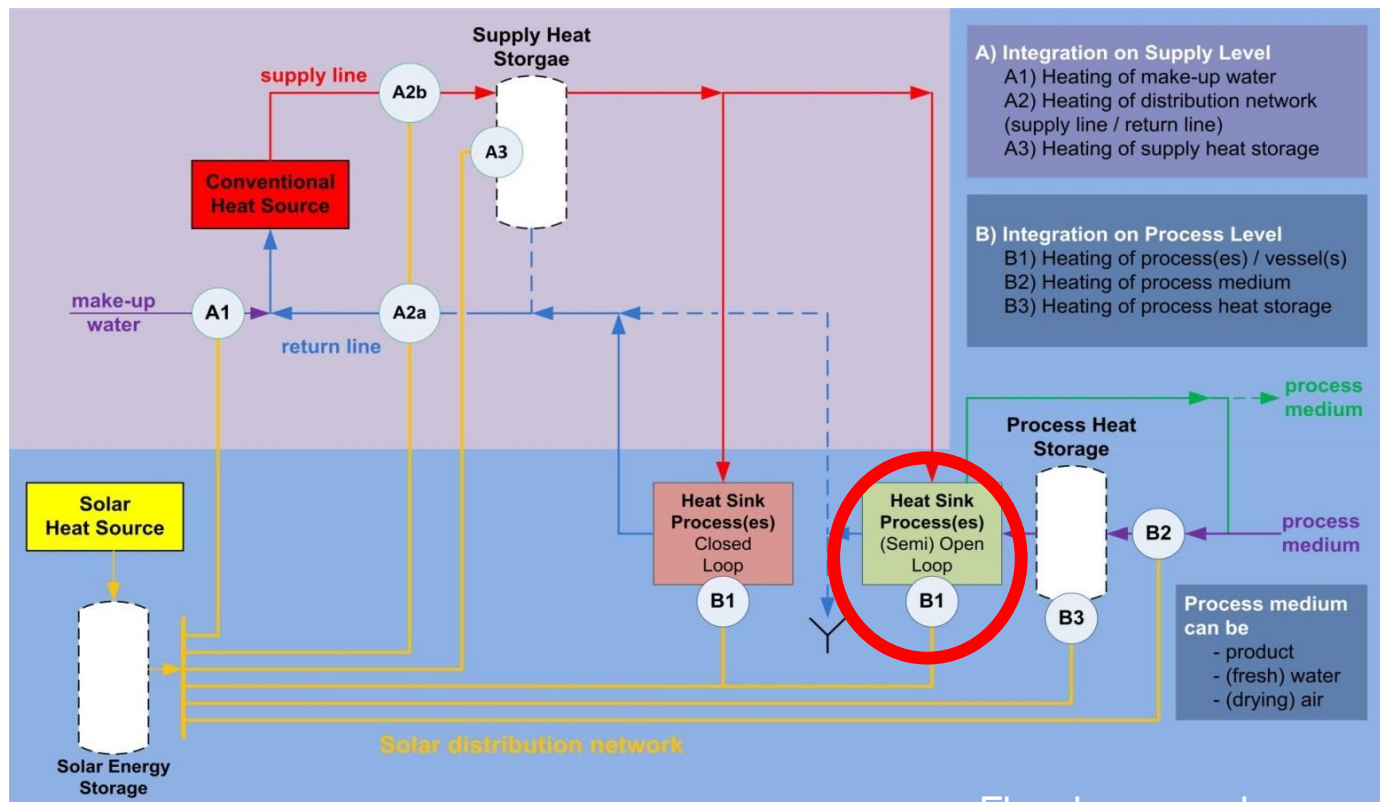 Supply Heat
Storgae
supply line
A2b
A3
Conventional
Heat Source
make-up
water
A1
A2a
return line
A) Integration on Supply Level
A1) Heating of make-up water
A2) Heating of distribution network
(supply line / return line)
A3) Heating of supply heat storage
B) Integration on Process Level
B1) Heating of process(es) / vessel(s)
B2) Heating of process medium
B3) Heating of process heat storage
process
medium
Process Heat
Storage
Solar
Heat Source
Heat Sink
Process(es)
Closed
Loop
B1
Heat Sink
Process(es)
(Semi) Open
Loop
B1
B2
process
medium
B3
Process medium
can be
- product
- (fresh) water
- (drying) air
Solar distribution network
Solar Energy
Storage